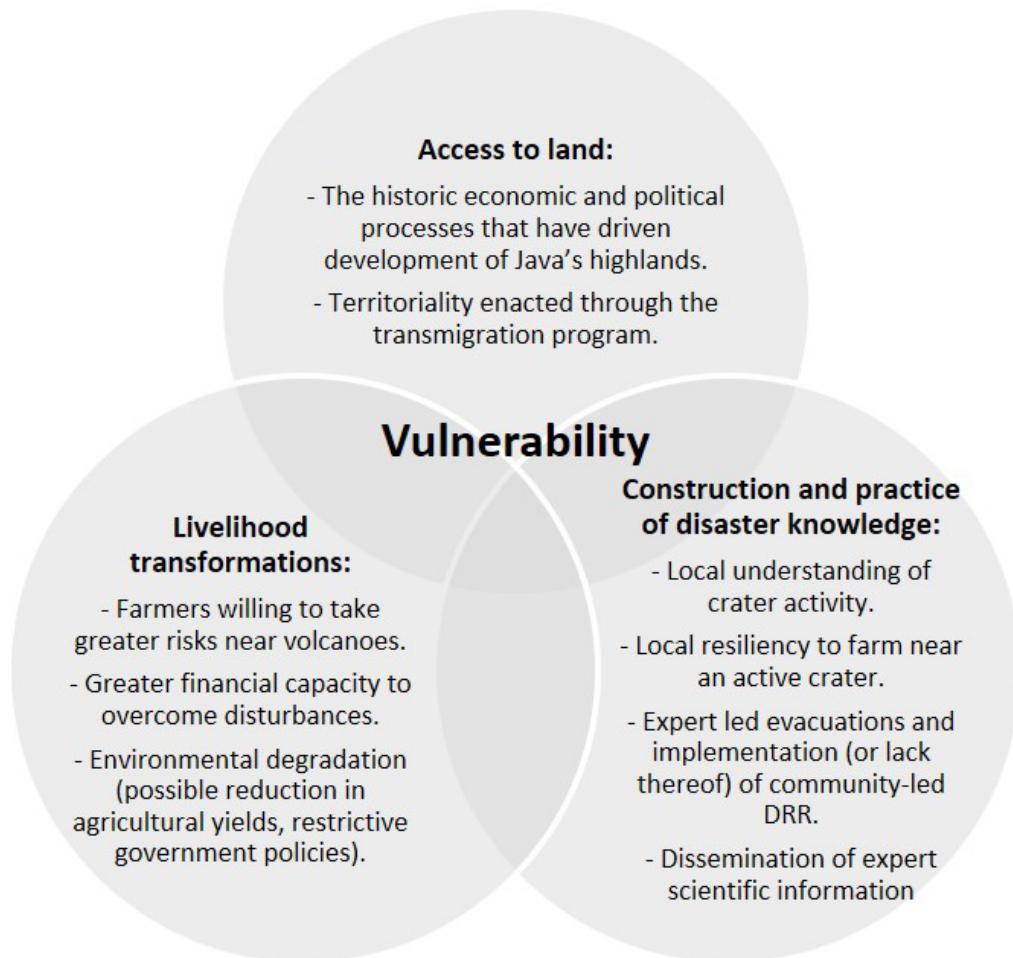 Access to land:
- The historic economic and political
processes that have driven
development of Java's highlands.
- Territoriality enacted through the
transmigration program.
Vulnerability
Livelihood
transformations:
- Farmers willing to take
greater risks near volcanoes.
- Greater financial capacity to
overcome disturbances.
- Environmental degradation
(possible reduction in
agricultural yields, restrictive
government policies).
Construction and practice
of disaster knowledge:
- Local understanding of
crater activity.
- Local resiliency to farm near
an active crater.
- Expert led evacuations and
implementation (or lack
thereof) of community-led
DRR.
- Dissemination of expert
scientific information